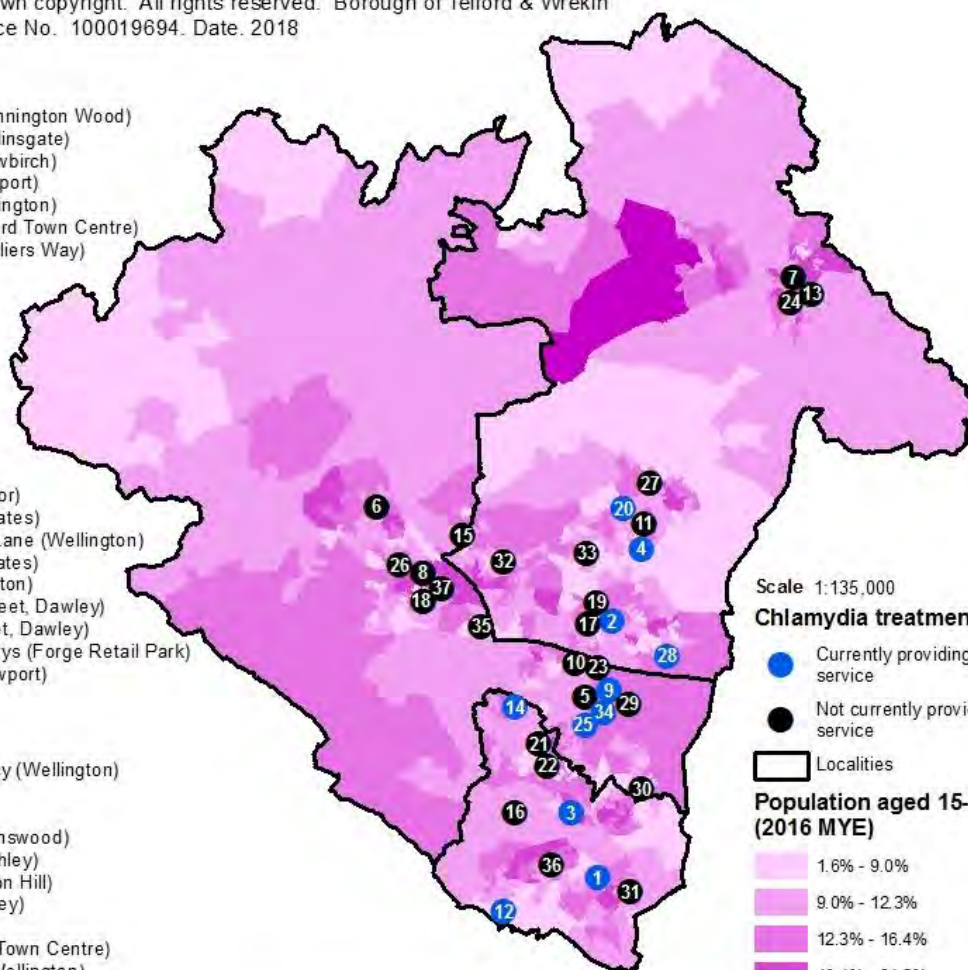 wn copyright. All rights reserved. Borough of Telford & Wrekin
ce No. 100019694. Date. 2018
nnington Wood)
linsgate)
wbirch)
port)
ington)
rd Town Centre)
liers Way)
or)
ates)
Lane (Wellington)
ates)
ton)
eet, Dawley)
et, Dawley)
ys (Forge Retail Park)
wport)
cy (Wellington)
nswood)
hley)
on Hill)
ey)
Town Centre)
7
13
24
27
20
11
4
6
15
32
33
26
8
37
18
35
19
17
2
28
10
23
5
9
29
34
25
14
21
22
30
16
3
36
1
31
12
Scale 1:135,000
Chlamydia treatmen
Currently providing
service
Not currently provi
service
Localities
Population aged 15-
(2016 MYE)
1.6% - 9.0%
9.0% - 12.3%
12.3% - 16.4%